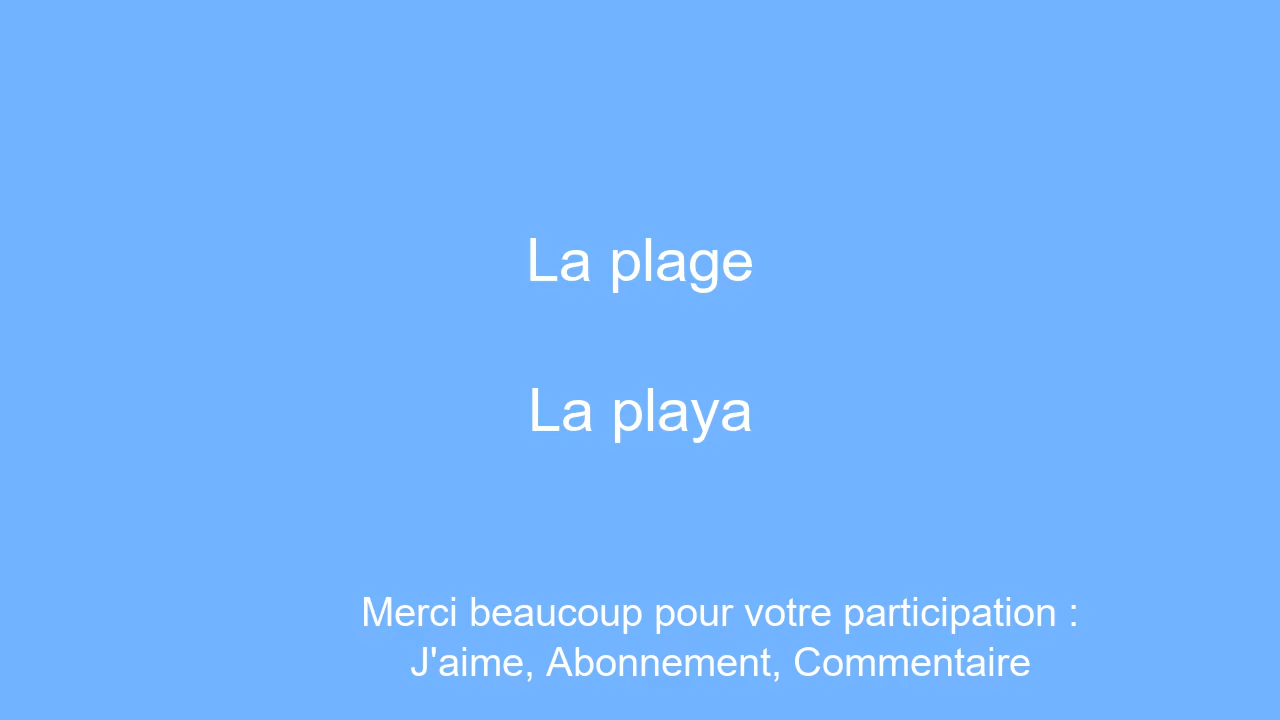 La plage
La playa
Merci beaucoup pour votre participation :
J'aime, Abonnement, Commentaire